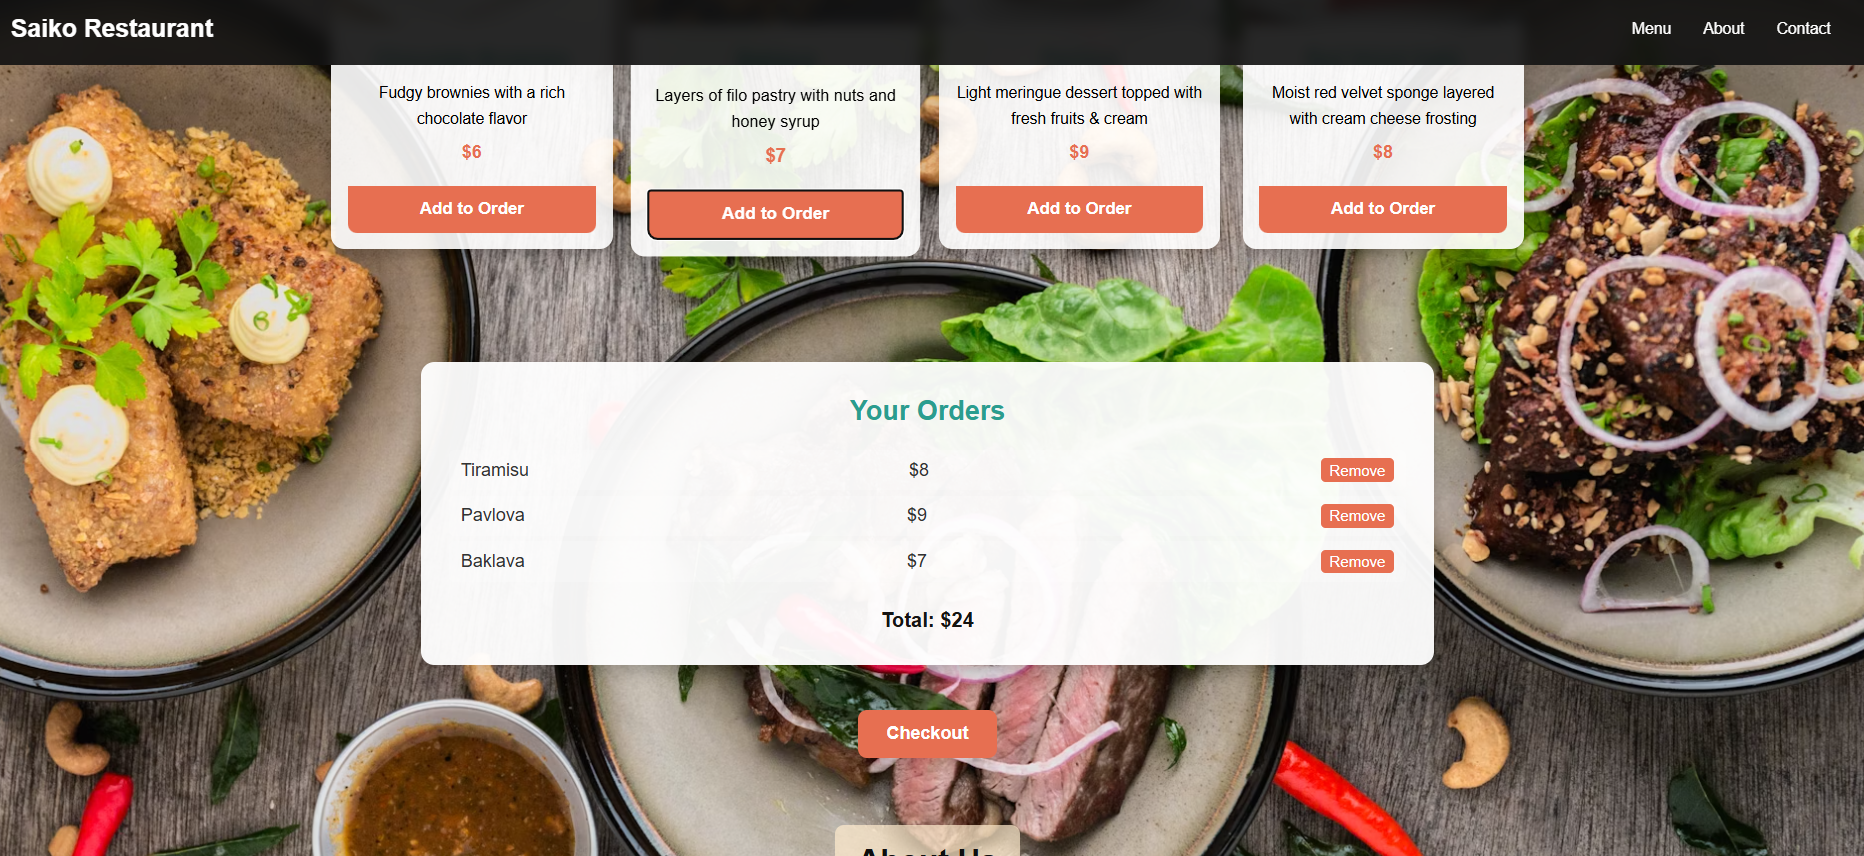 Saiko Restaurant
Menu About Contact
Fudgy brownies with a rich
chocolate flavor
$6
Add to Order
Layers of filo pastry with nuts and
honey syrup
$7
Add to Order
Light meringue dessert topped with
fresh fruits & cream
$9
Add to Order
Moist red velvet sponge layered
with cream cheese frosting
$8
Add to Order
Your Orders
Tiramisu $8 Remove
Pavlova $9 Remove
Baklava $7 Remove
Total: $24
Checkout
About Us